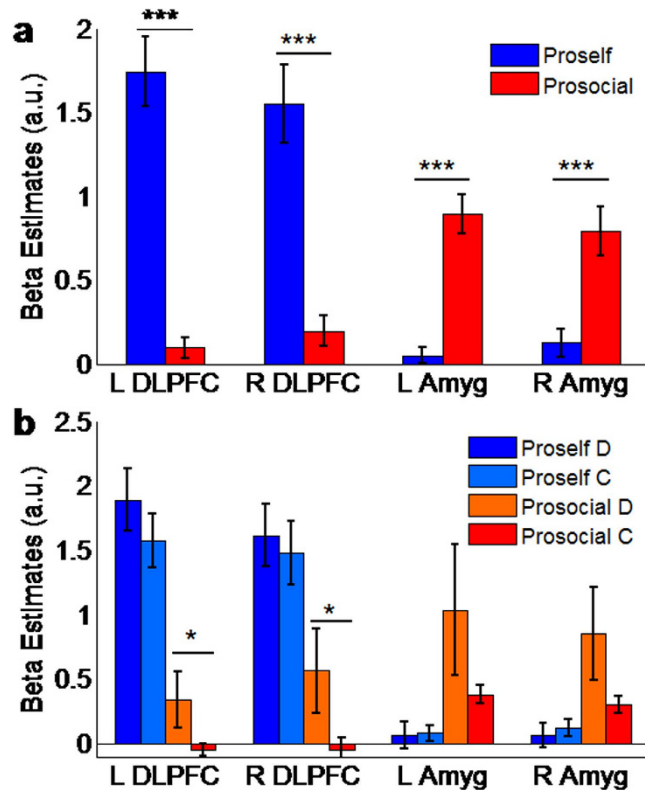 a
Beta Estimates (a.u.)
2
1.5
1
0.5
0
***
***
***
***
Proself
Prosocial
L DLPFC R DLPFC L Amyg R Amyg
b
Beta Estimates (a.u.)
2.5
2
1.5
1
0.5
0
*
*
Proself D
Proself C
Prosocial D
Prosocial C
L DLPFC R DLPFC L Amyg R Amyg